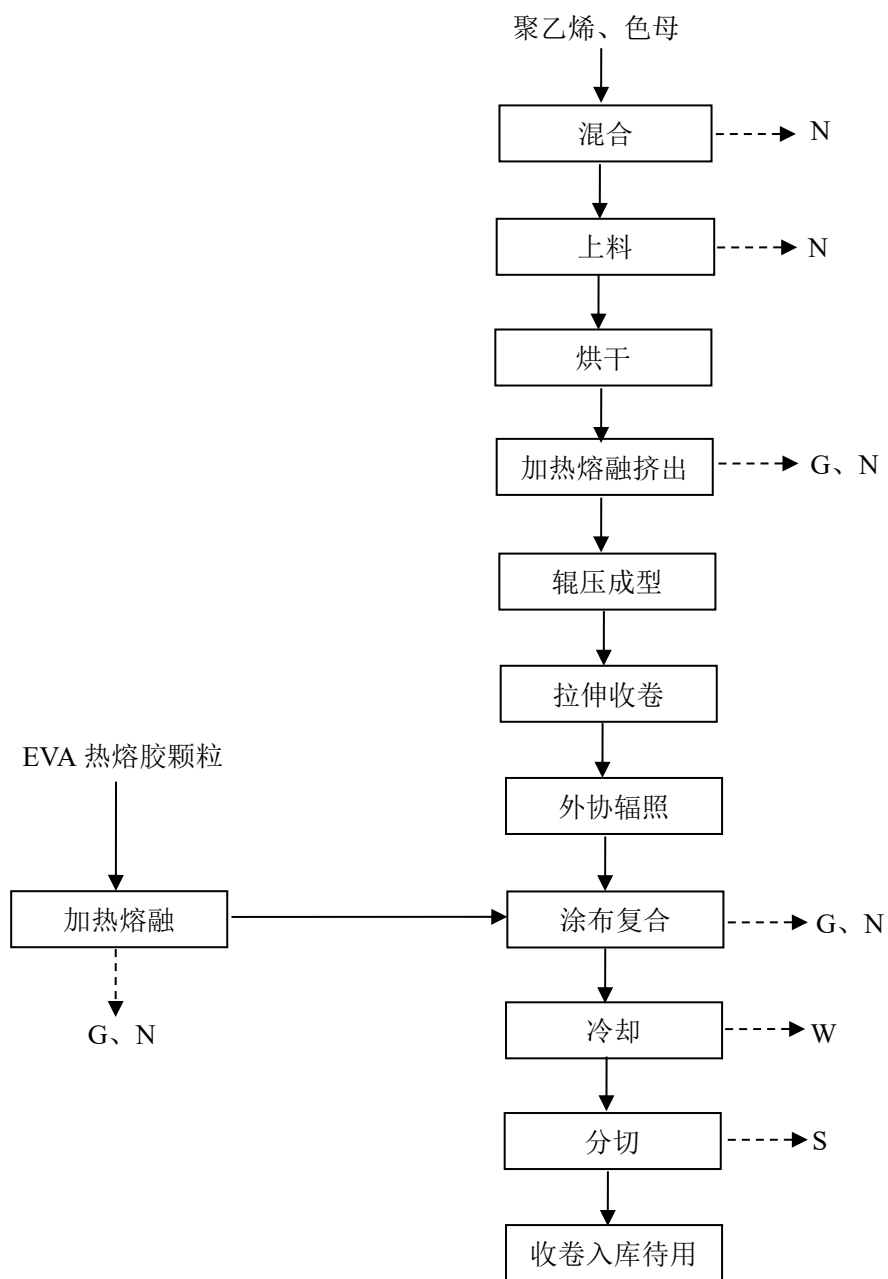 聚乙烯、色母
混合
N
上料
N
烘干
加热熔融挤出
G、N
辊压成型
拉伸收卷
EVA 热熔胶颗粒
外协辐照
加热熔融
涂布复合
G、N
G、N
冷却
W
分切
S
收卷入库待用